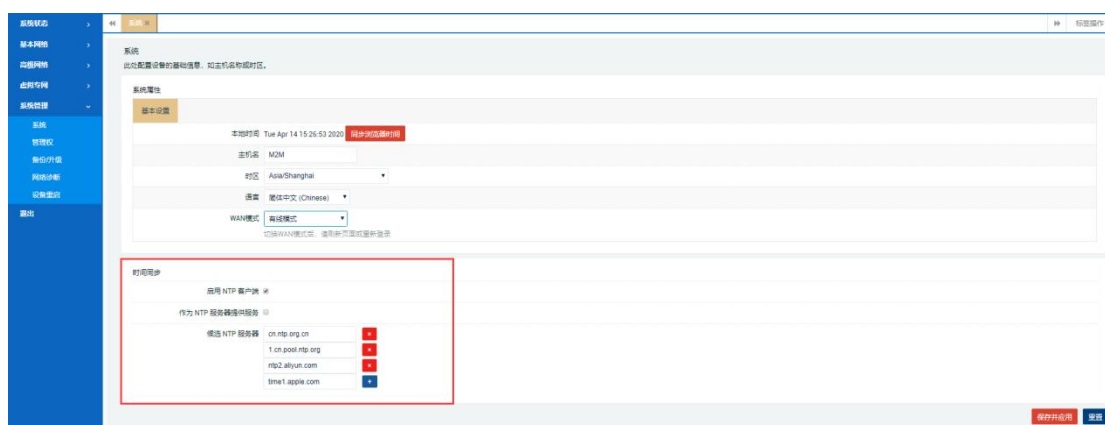 系统状态
基本网络
高级网络
虚拟专网
系统管理
系统
管理权
备份/升级
网络诊断
设备重启
退出
系统
标签操作
系统
此处配置设备的基础信息，如主机名称或时区。
系统属性
基本设置
本地时间 Tue Apr 14 15:26:53 2020 同步浏览器时间
主机名 M2M
时区 Asia/Shanghai
语言 简体中文 (Chinese)
WAN模式 有线模式
切换WAN模式后，请刷新页面或重新登录
时间同步
启用 NTP 客户端
作为 NTP 服务器提供服务
候选 NTP 服务器 cn.ntp.org.cn
1.cn.pool.ntp.org
ntp2.aliyun.com
time1.apple.com
保存并应用 重置